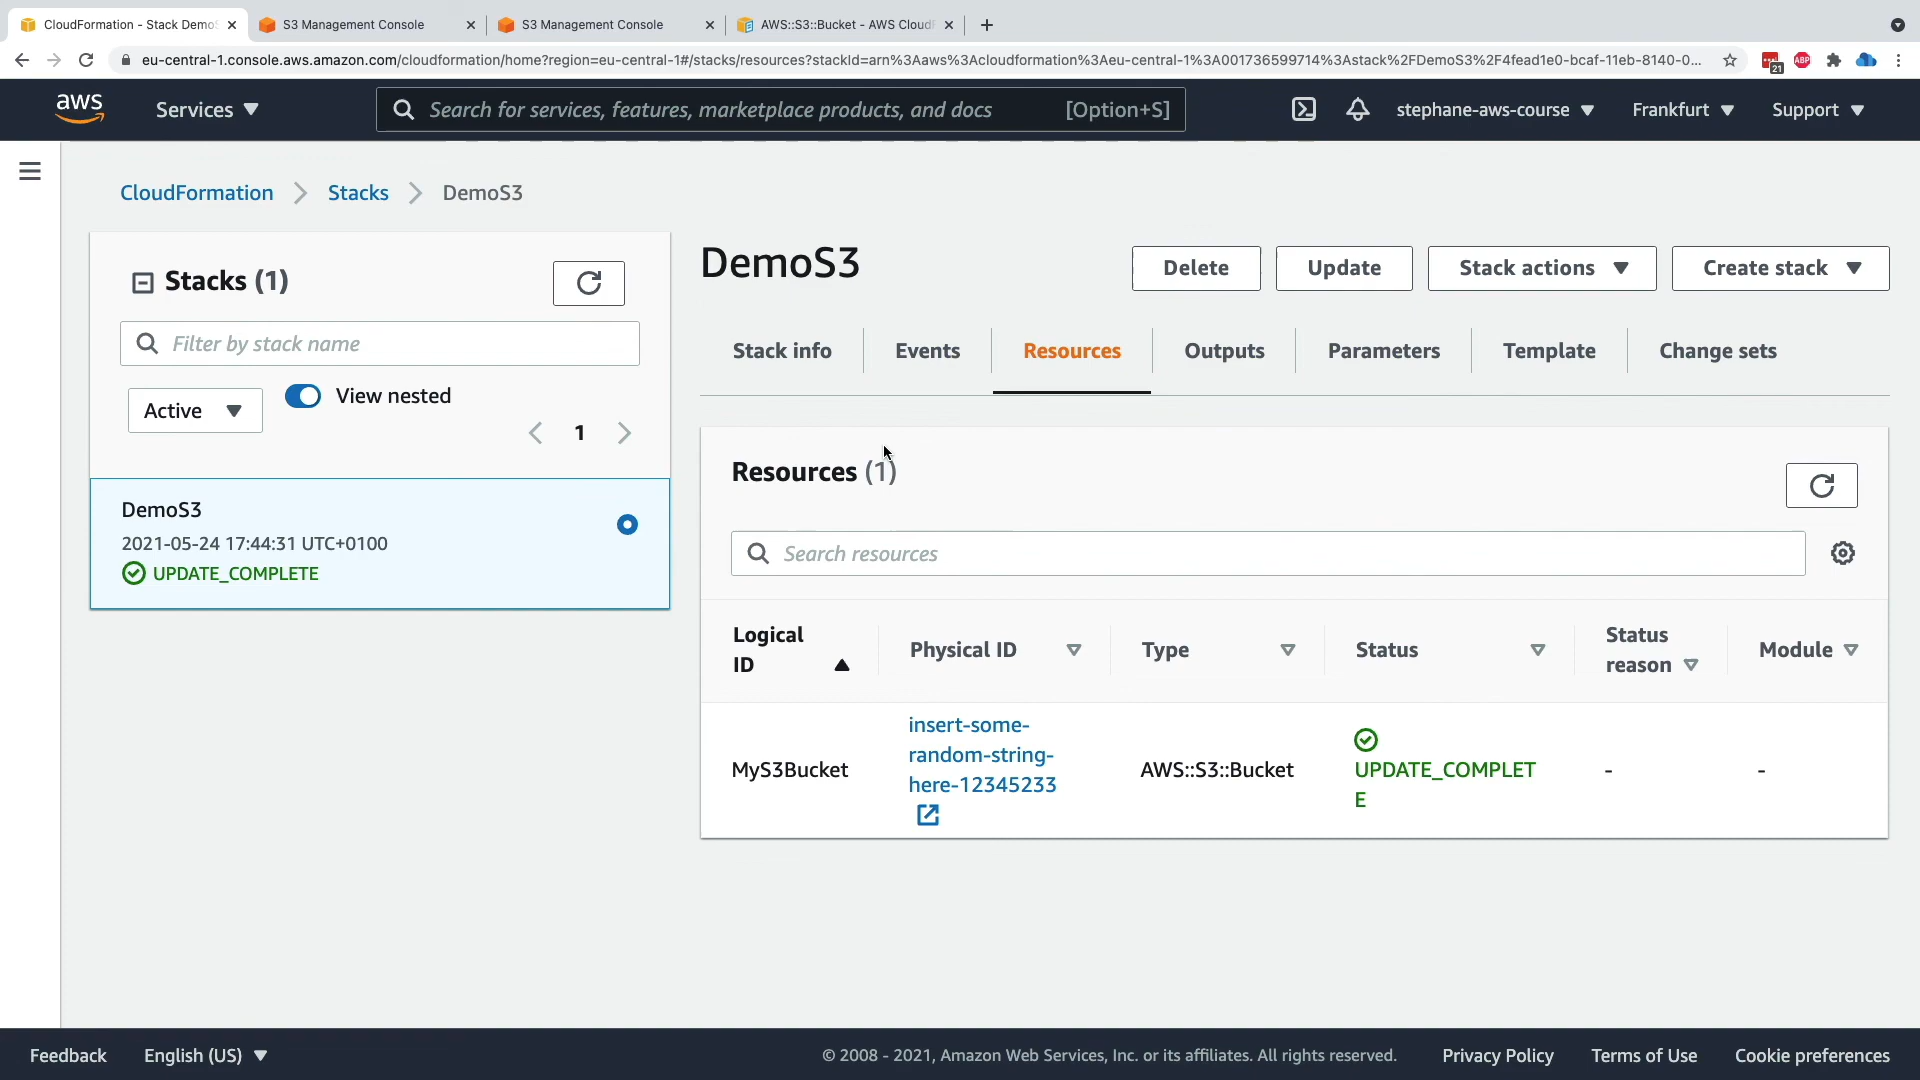 CloudFormation - Stack Demo
S3 Management Console
S3 Management Console
AWS::S3::Bucket - AWS Cloud
eu-central-1.console.aws.amazon.com/cloudformation/home?region=eu-central-1#/stacks/resources?stackId=arn%3Aaws%3Acloudformation%3Aeu-central-1%3A001736599714%3Astack%2FDemoS3%2F4fead1e0-bcaf-11eb-8140-0...
21
ABP
aws
Services
Search for services, features, marketplace products, and docs
[Option+S]
stephane-aws-course
Frankfurt
Support
CloudFormation
Stacks
DemoS3
Stacks (1)
Filter by stack name
Active
View nested
1
DemoS3
2021-05-24 17:44:31 UTC+0100
UPDATE_COMPLETE
DemoS3
Delete
Update
Stack actions
Create stack
Stack info
Events
Resources
Outputs
Parameters
Template
Change sets
Resources (1)
Search resources
Logical
ID
Physical ID
Type
Status
Status
reason
Module
MyS3Bucket
insert-some-
random-string-
here-12345233
AWS::S3::Bucket
UPDATE_COMPLET
E
-
-
Feedback
English (US)
© 2008 - 2021, Amazon Web Services, Inc. or its affiliates. All rights reserved.
Privacy Policy
Terms of Use
Cookie preferences